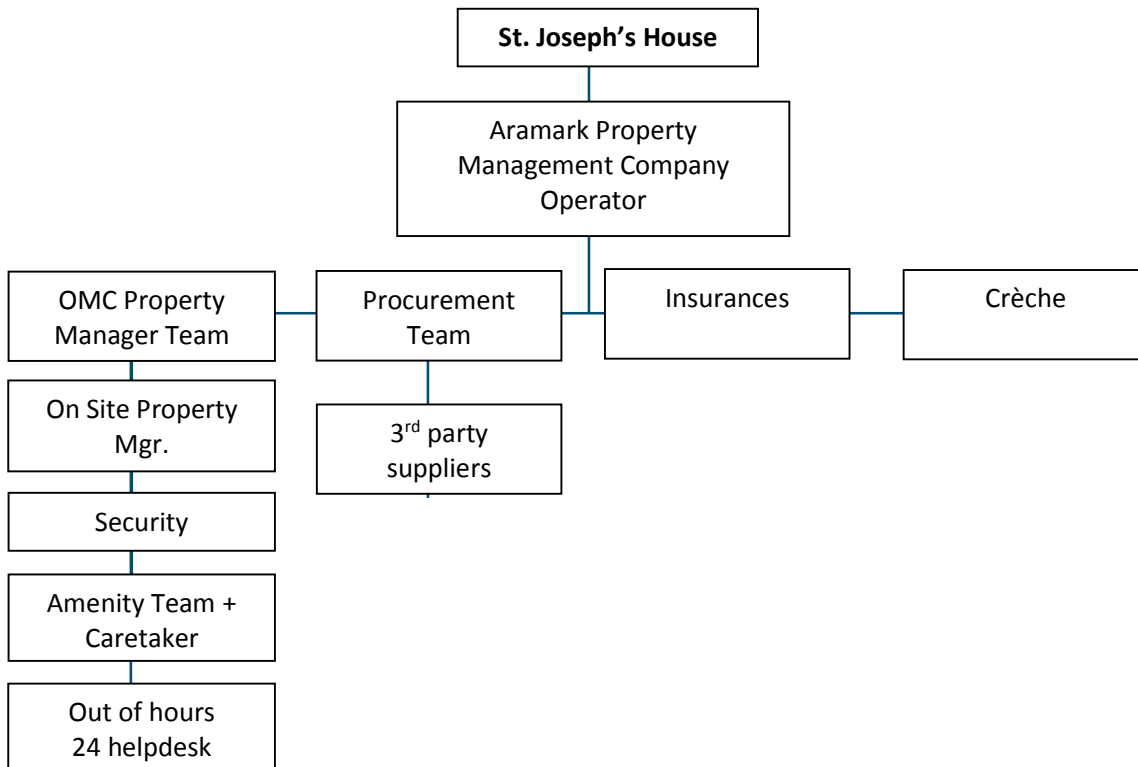 St. Joseph’s House
Aramark Property
Management Company
Operator
OMC Property
Manager Team
Procurement
Team
Insurances
Crèche
On Site Property
Mgr.
3rd party
suppliers
Security
Amenity Team +
Caretaker
Out of hours
24 helpdesk